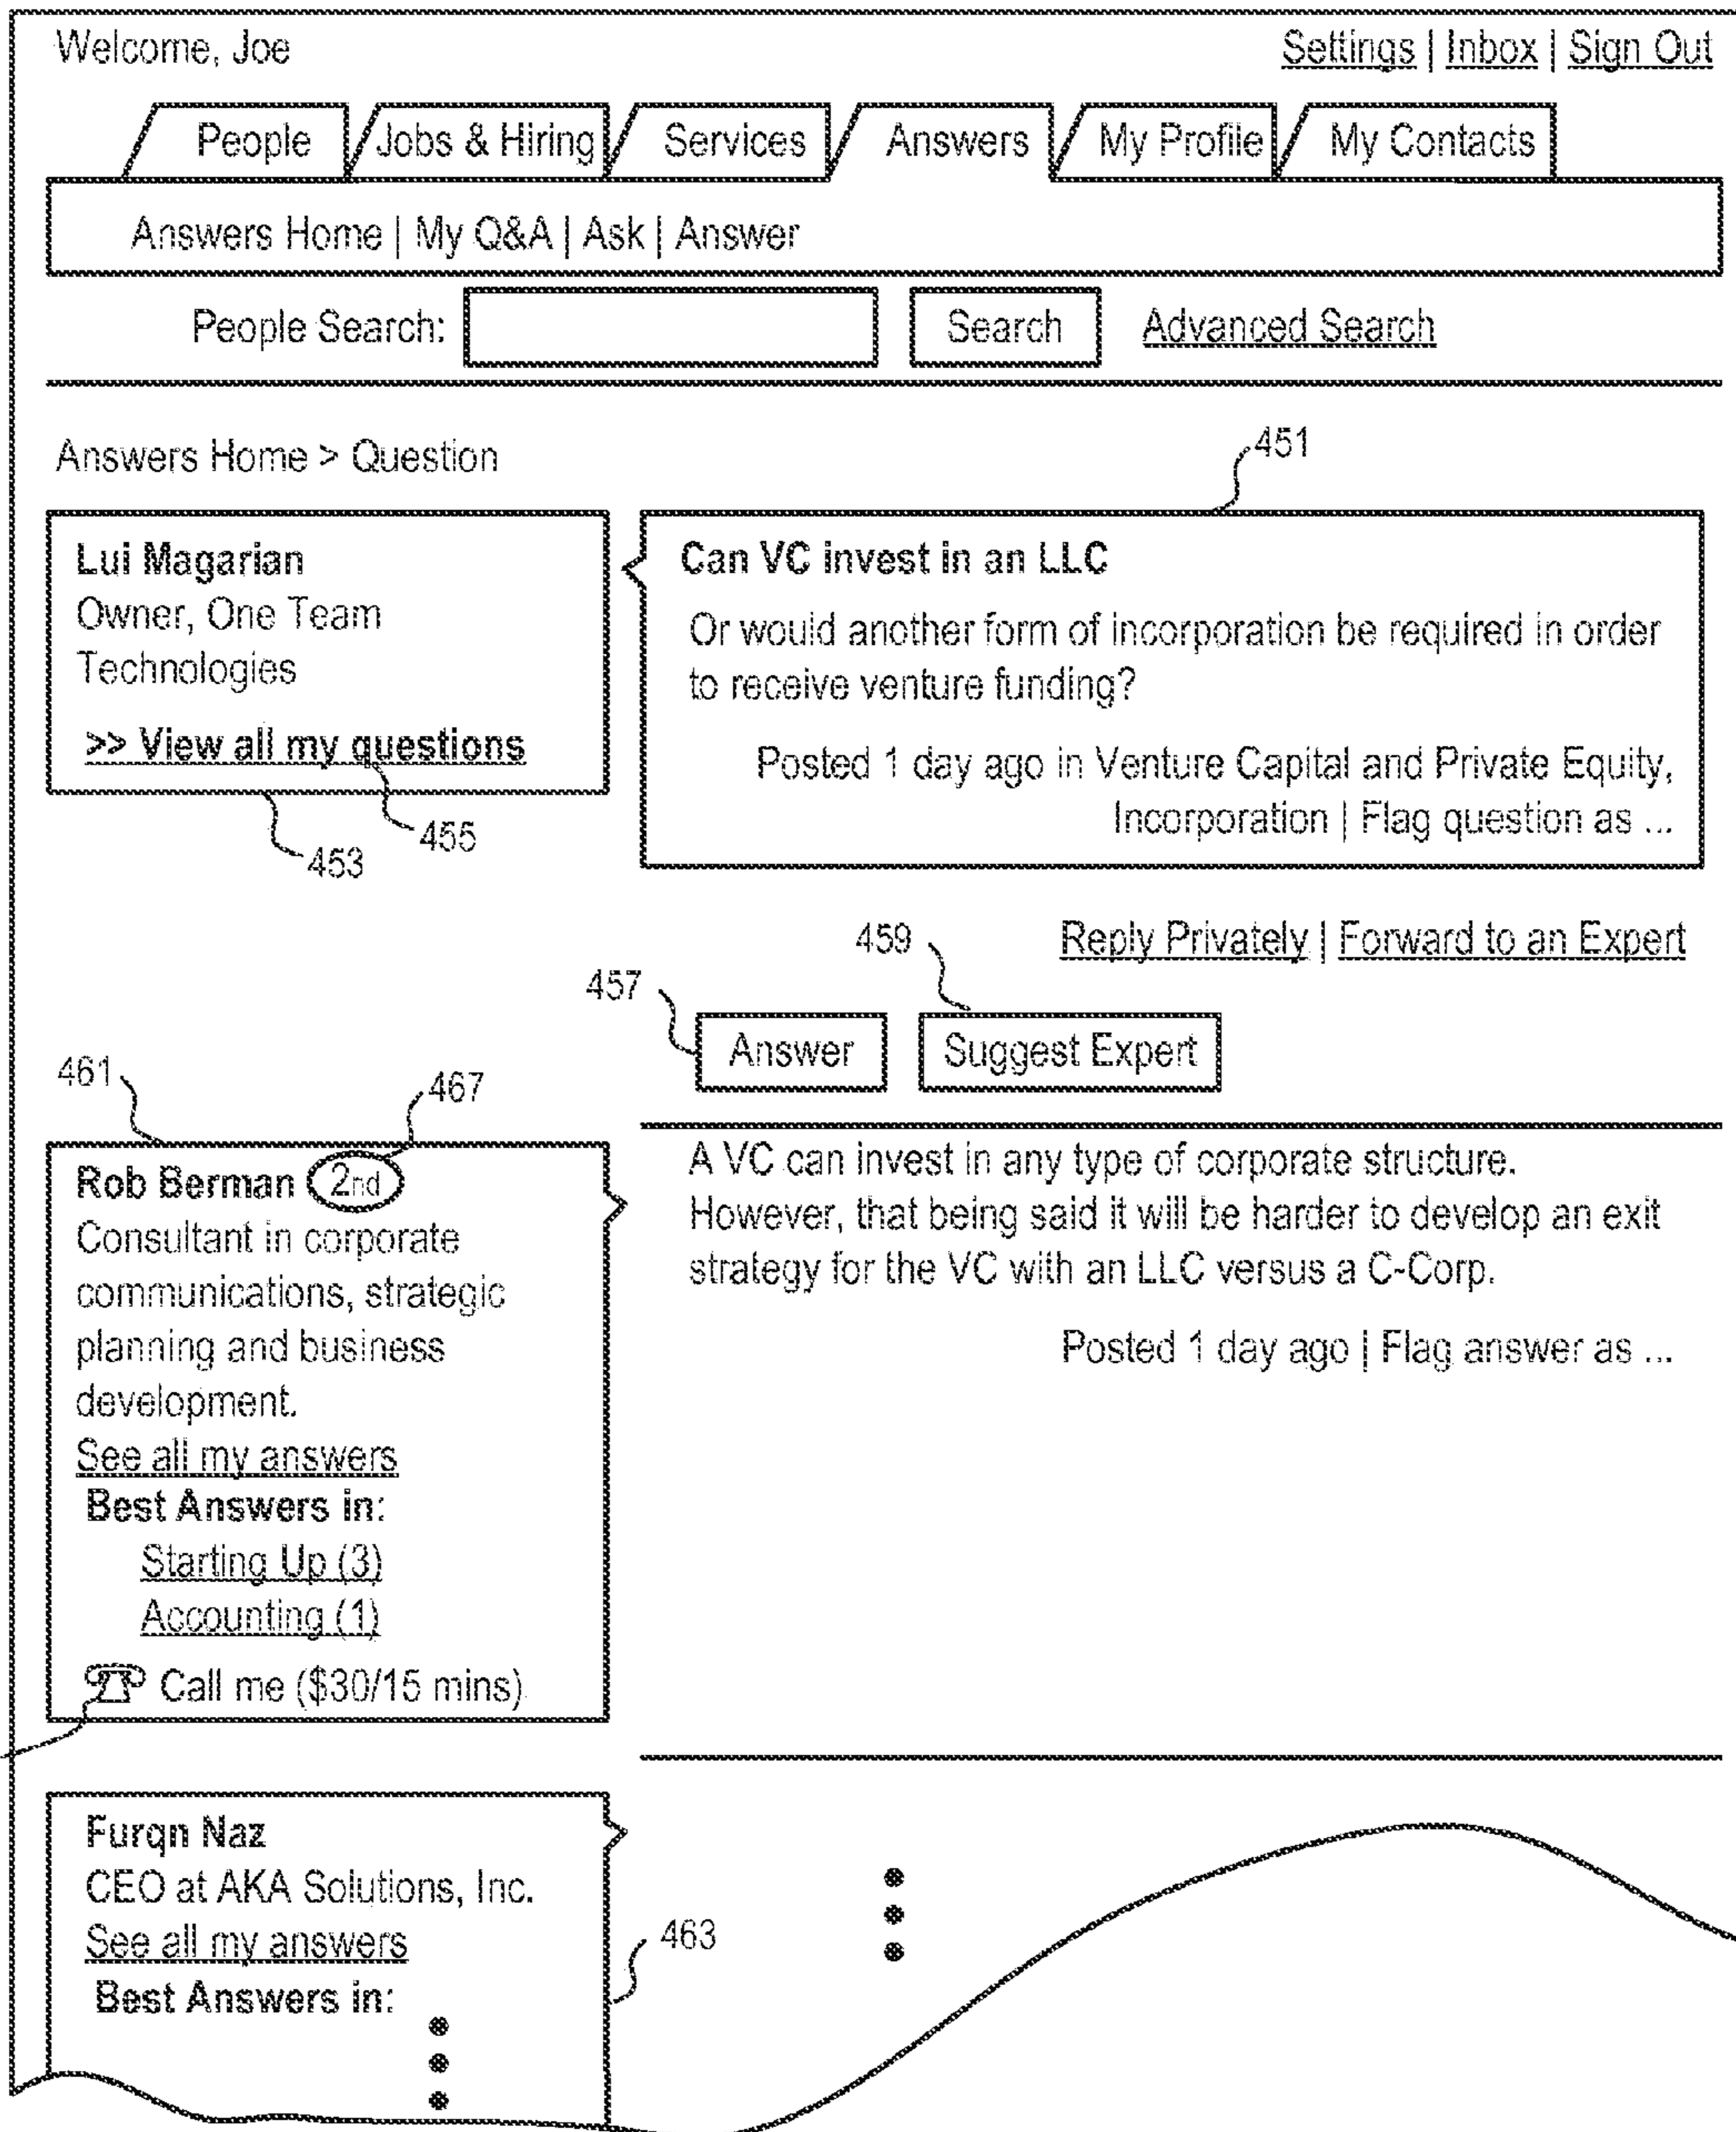 Welcome, Joe
Settings | Inbox | Sign Out
People
Jobs & Hiring
Services
Answers
My Profile
My Contacts
Answers Home | My Q&A | Ask | Answer
People Search:
Search
Advanced Search
Answers Home > Question
451
Lui Magarian
Owner, One Team
Technologies
>> View all my questions
455
453
Can VC invest in an LLC
Or would another form of incorporation be required in order
to receive venture funding?
Posted 1 day ago in Venture Capital and Private Equity,
Incorporation | Flag question as ...
459
Reply Privately | Forward to an Expert
457
Answer
Suggest Expert
461
467
Rob Berman 2nd
Consultant in corporate
communications, strategic
planning and business
development.
See all my answers
Best Answers in:
Starting Up (3)
Accounting (1)
Call me ($30/15 mins)
A VC can invest in any type of corporate structure.
However, that being said it will be harder to develop an exit
strategy for the VC with an LLC versus a C-Corp.
Posted 1 day ago | Flag answer as ...
Furqn Naz
CEO at AKA Solutions, Inc.
See all my answers
Best Answers in:
463